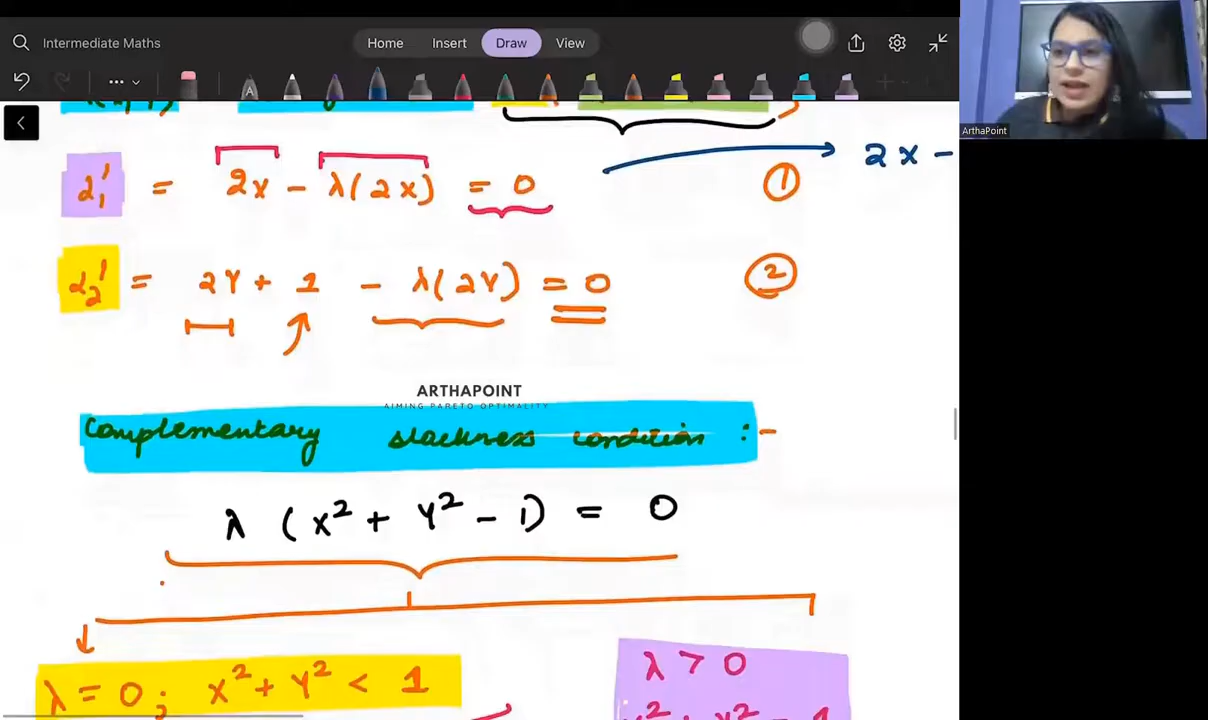 Intermediate Maths
Home Insert Draw View
ArthaPoint
2x -
L₁' = 2x - λ(2x) = 0 ①
L₂' = 2Y + 1 - λ(2Y) = 0 ②
ARTHAPOINT
AIMING PARETO OPTIMALITY
Complementary slackness condition :-
λ (x² + Y² - 1) = 0
λ = 0; x² + Y² < 1
λ > 0